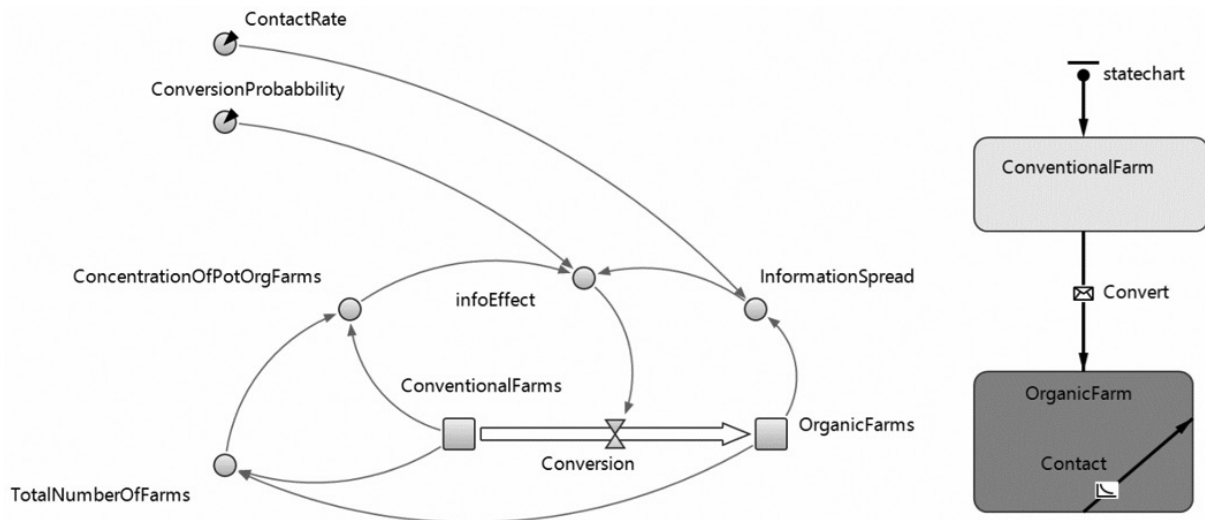 ContactRate
ConversionProbabbility
ConcentrationOfPotOrgFarms
infoEffect
InformationSpread
ConventionalFarms
OrganicFarms
Conversion
TotalNumberOfFarms
statechart
ConventionalFarm
Convert
OrganicFarm
Contact